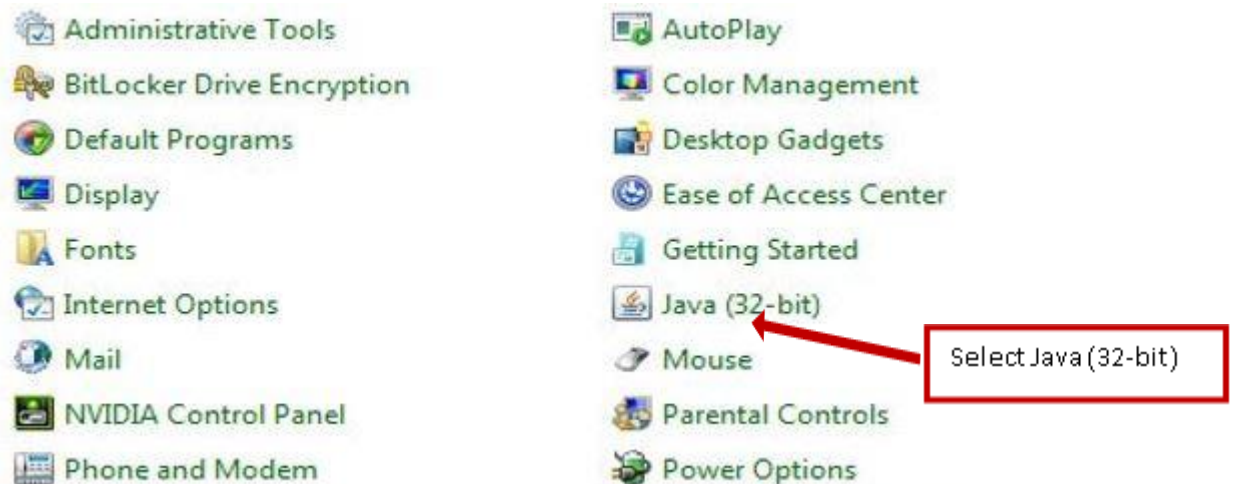 Administrative Tools
AutoPlay
BitLocker Drive Encryption
Color Management
Default Programs
Desktop Gadgets
Display
Ease of Access Center
Fonts
Getting Started
Internet Options
Java (32-bit)
Mail
Mouse
Select Java (32-bit)
NVIDIA Control Panel
Parental Controls
Phone and Modem
Power Options